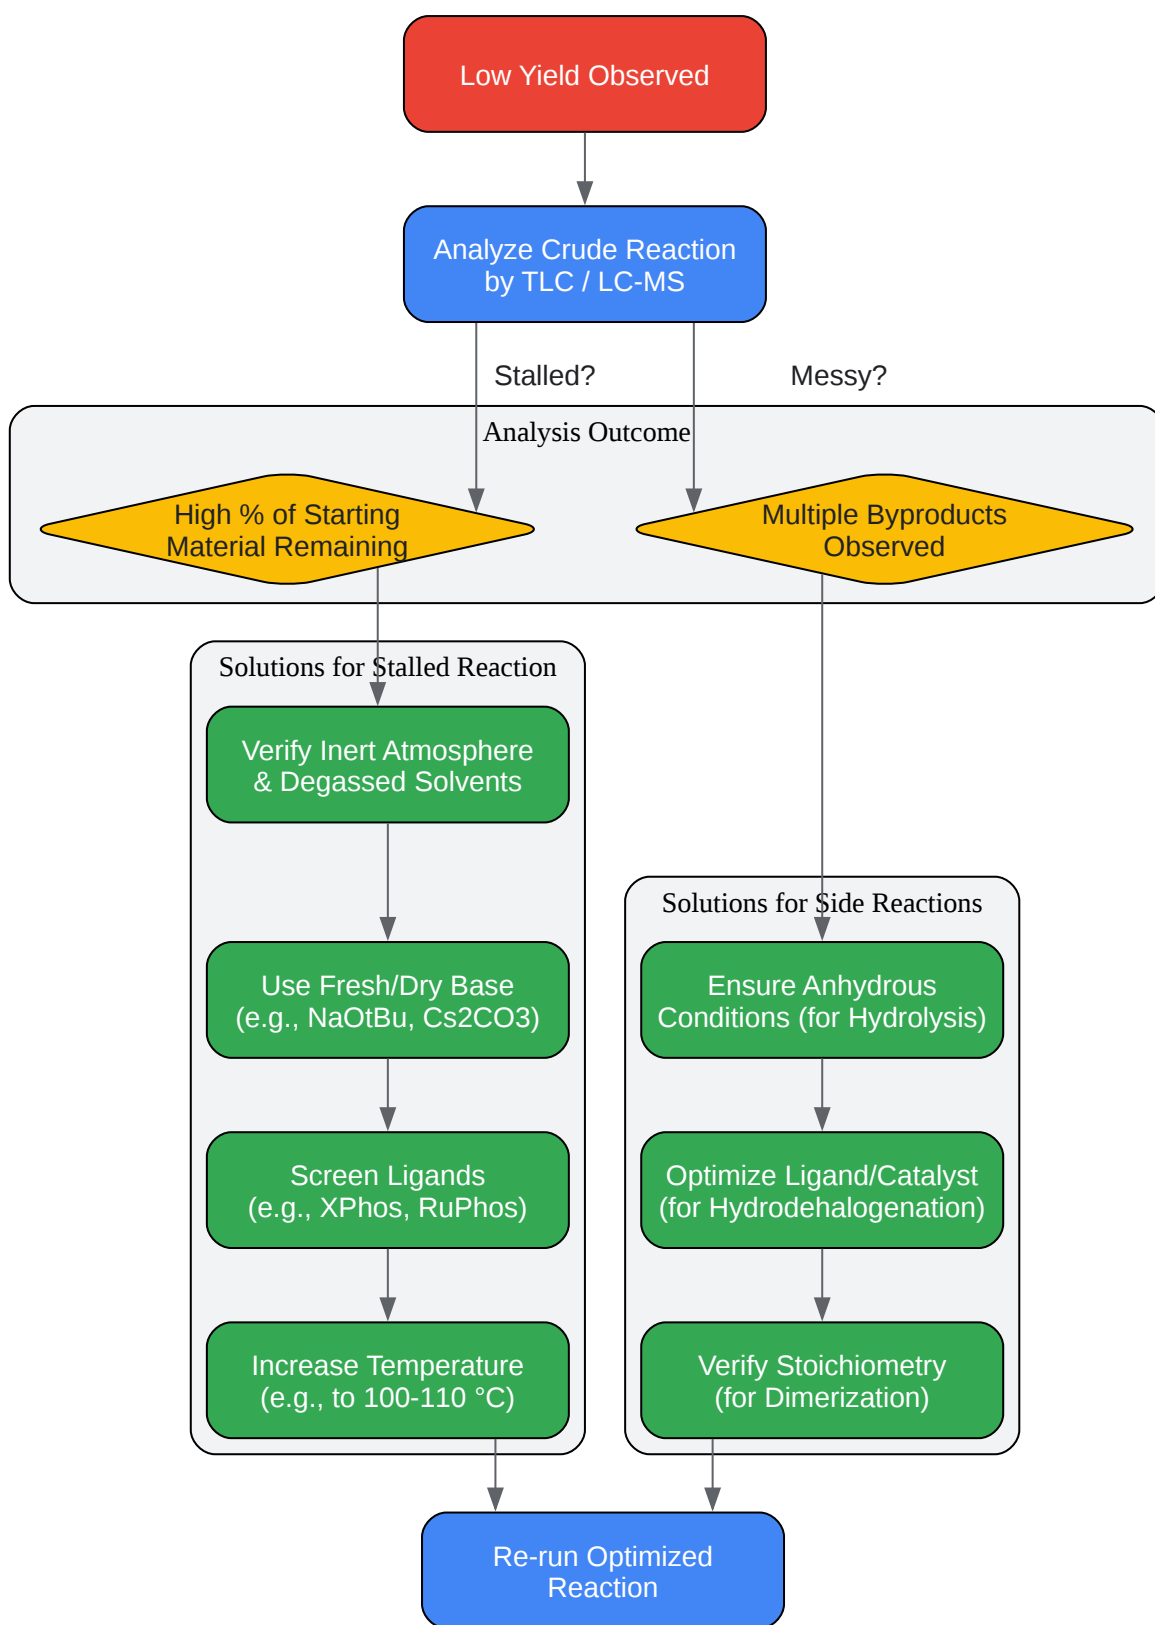 Low Yield Observed
Analyze Crude Reaction
by TLC / LC-MS
Stalled?
Messy?
Analysis Outcome
High % of Starting
Material Remaining
Multiple Byproducts
Observed
Solutions for Stalled Reaction
Verify Inert Atmosphere
& Degassed Solvents
Use Fresh/Dry Base
(e.g., NaOtBu, Cs2CO3)
Screen Ligands
(e.g., XPhos, RuPhos)
Increase Temperature
(e.g., to 100-110 °C)
Solutions for Side Reactions
Ensure Anhydrous
Conditions (for Hydrolysis)
Optimize Ligand/Catalyst
(for Hydrodehalogenation)
Verify Stoichiometry
(for Dimerization)
Re-run Optimized
Reaction